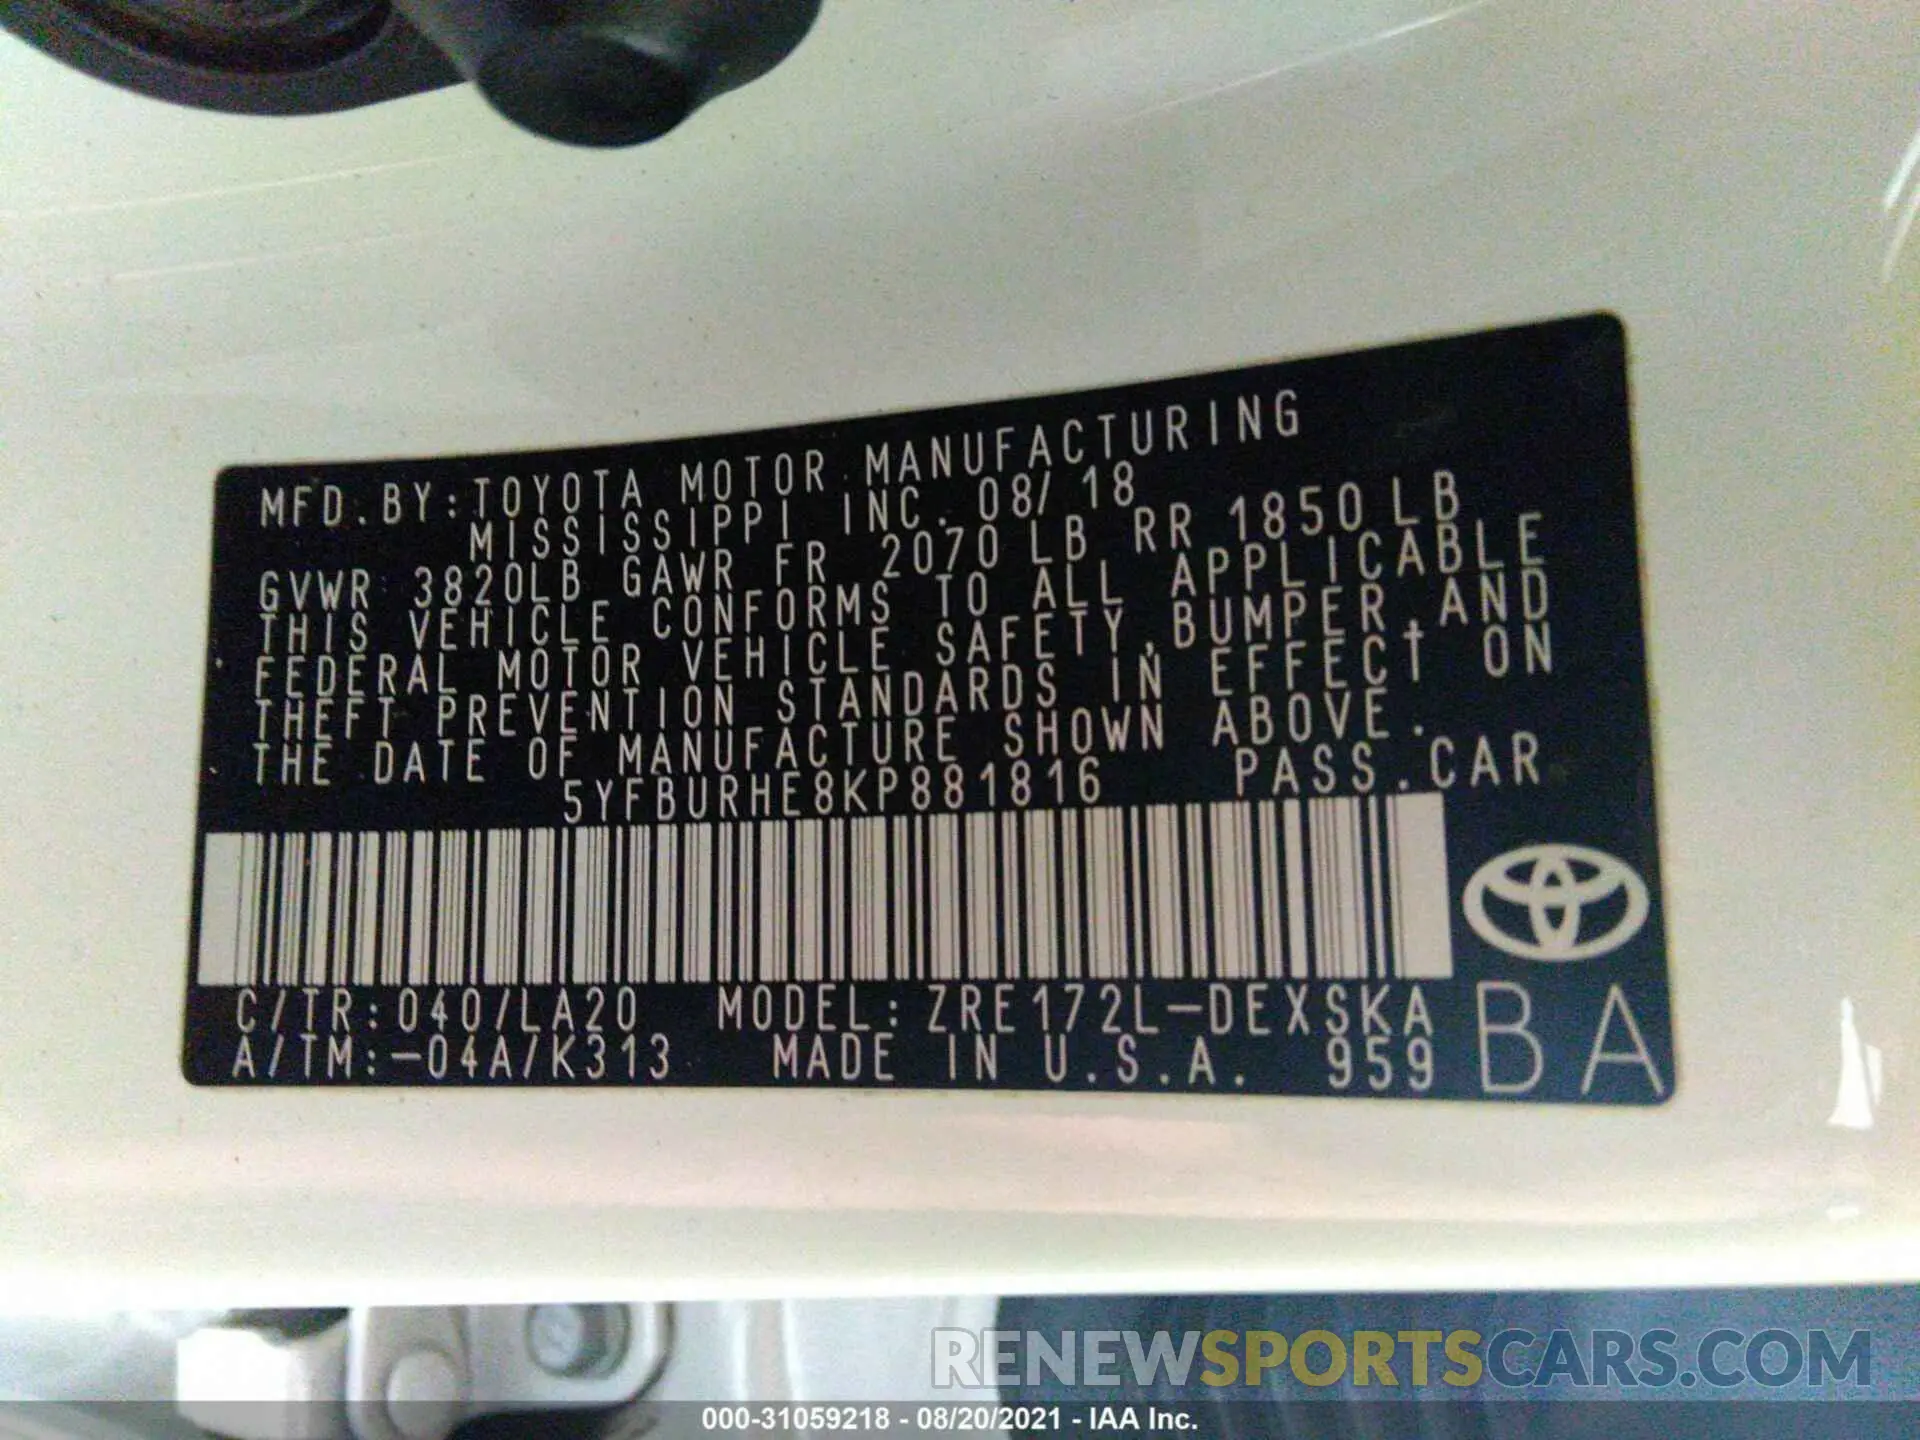 MFD.BY:TOYOTA MOTOR MANUFACTURING
MISSISSIPPI INC. 08/18
GVWR 3820LB GAWR FR 2070LB RR 1850LB
THIS VEHICLE CONFORMS TO ALL APPLICABLE
FEDERAL MOTOR VEHICLE SAFETY,BUMPER,AND
THEFT PREVENTION STANDARDS IN EFFECT ON
THE DATE OF MANUFACTURE SHOWN ABOVE.
5YFBURHE8KP881816 PASS.CAR
C/TR:040/LA20 MODEL:ZRE172L-DEXSKA
A/TM:-04A/K313 MADE IN U.S.A. 959
BA
RENEWSPORTSCARS.COM
000-31059218 - 08/20/2021 - IAA Inc.